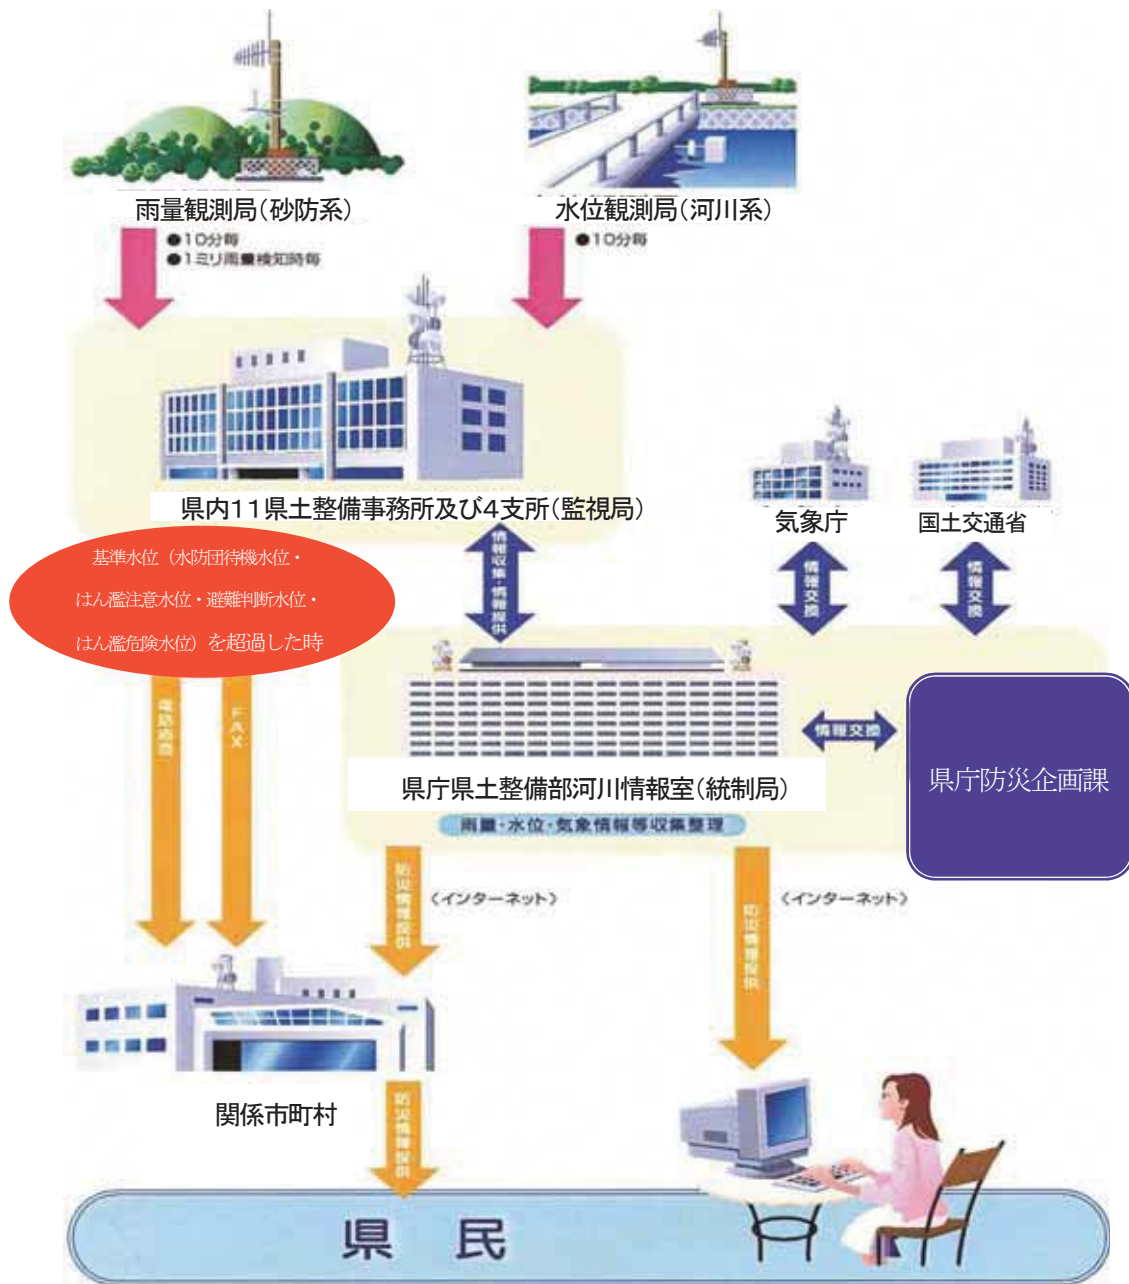 雨量観測局(砂防系)
水位観測局(河川系)
●10分毎
●1ミリ雨量検知時毎
●10分毎
県内11県土整備事務所及び4支所(監視局)
気象庁
国土交通省
基準水位（水防団待機水位・
はん濫注意水位・避難判断水位・
はん濫危険水位）を超過した時
情報収集・情報提供
情報交換
情報交換
電話応答
FAX
情報交換
県庁防災企画課
県庁県土整備部河川情報室(統制局)
雨量・水位・気象情報等収集整理
防災情報提供
〈インターネット〉
防災情報提供
〈インターネット〉
関係市町村
防災情報提供
県民